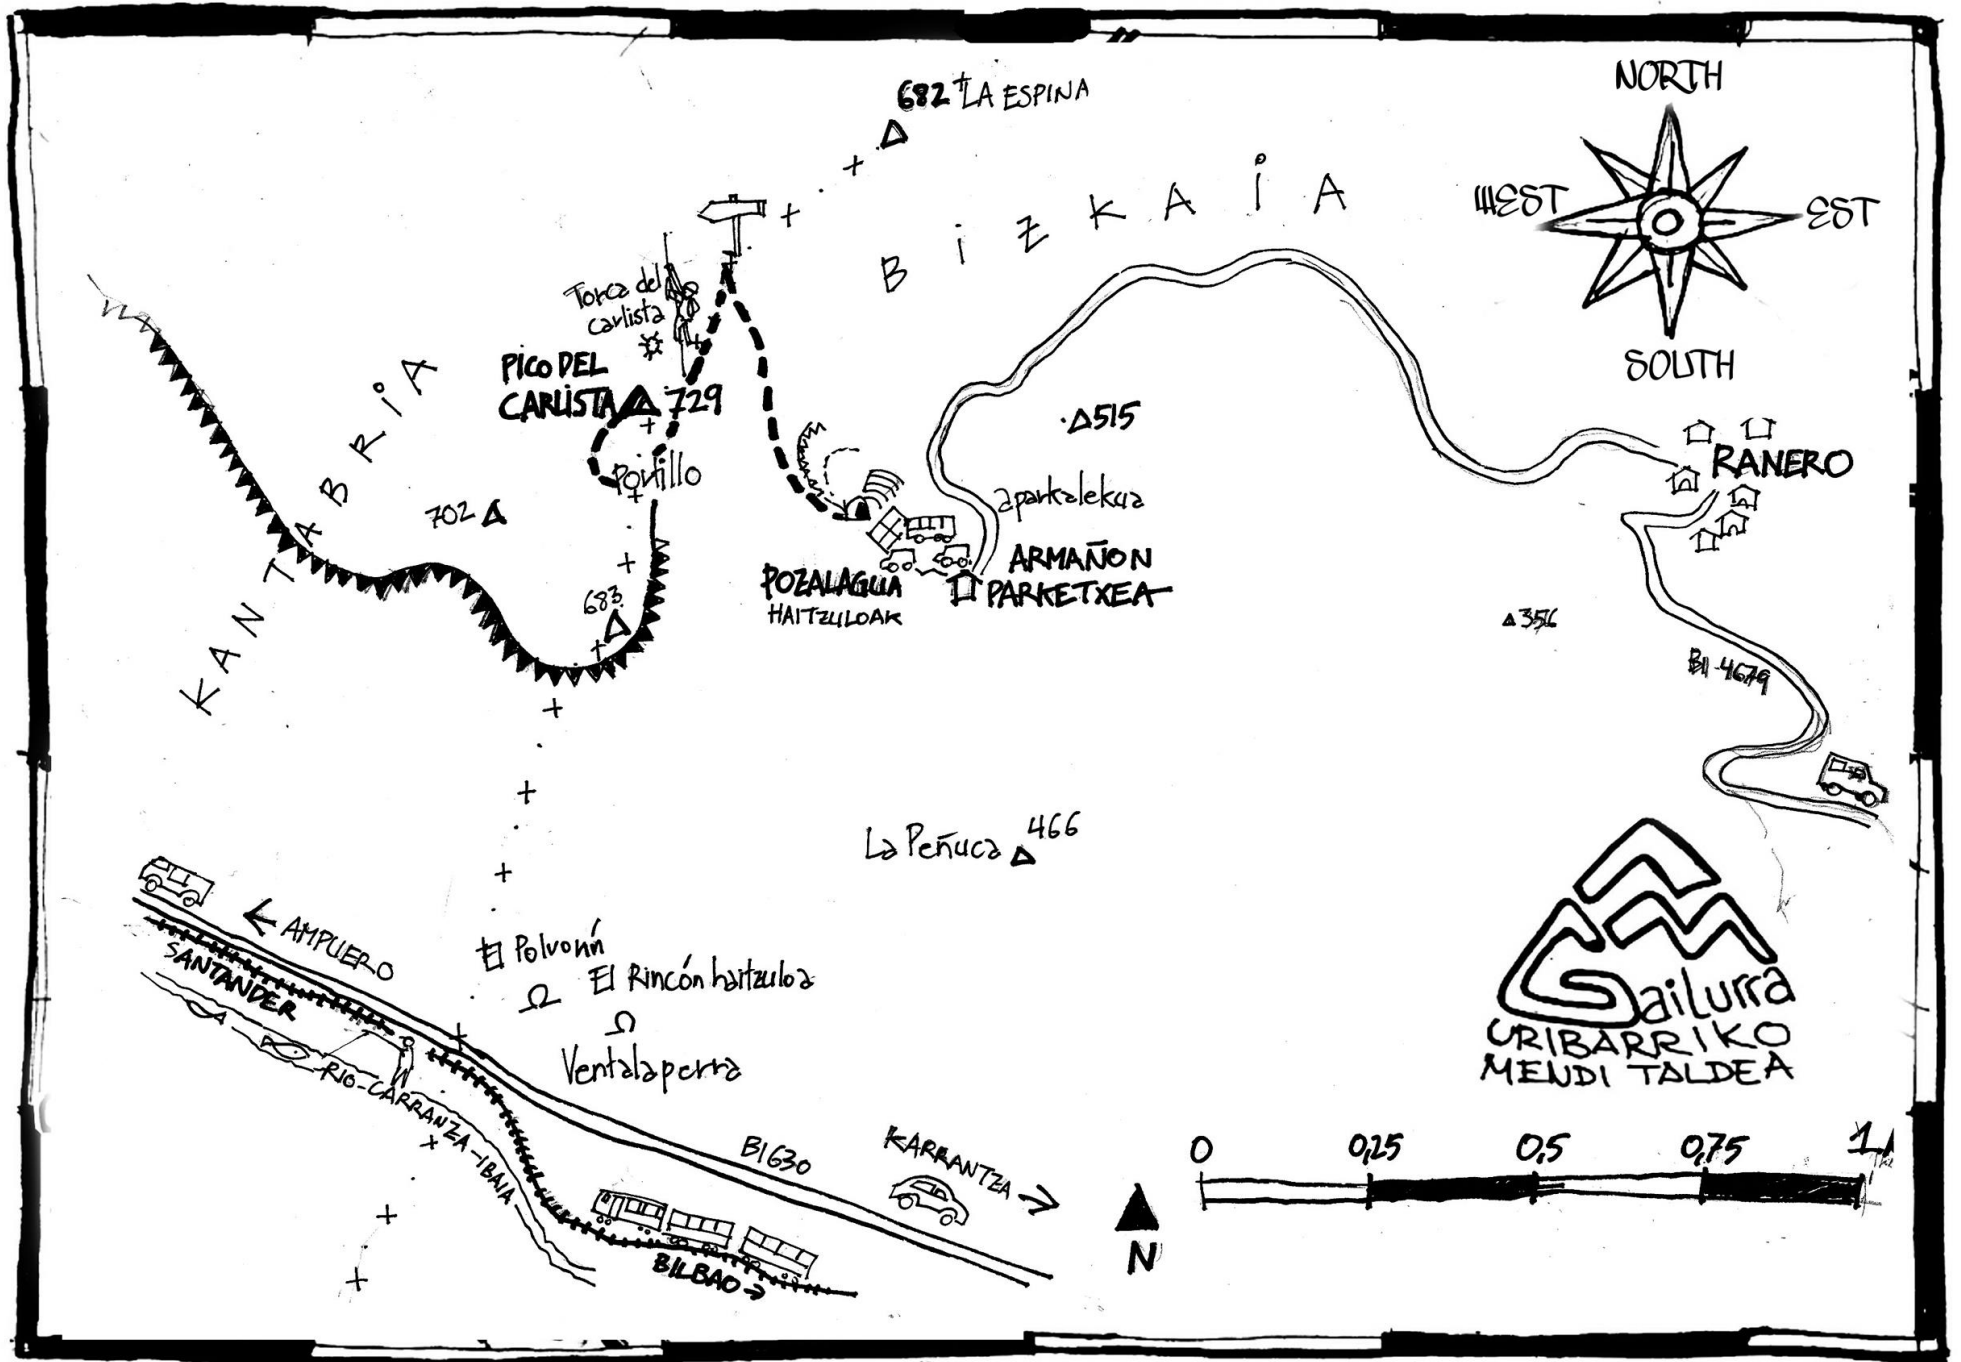 NORTH
682 LA ESPINA
WEST
EST
BIZKAIA
SOUTH
Torca del
carlista
PICO DEL
CARLISTA 729
KANTABRIA
515
RANERO
Portillo
702
aparkalekua
ARMAÑON
PARKETXEA
POZALAGUA
HAITZULOAK
683
356
BI-4679
La Peñuca 466
← AMPUERO
SANTANDER
Polvorín
El Rincón haitzuloa
Ventalaperra
RIO-CARRANZA-IBAIA
BI630
KARRANTZA →
BILBAO →
Gailurra
URIBARRIKO
MENDI TALDEA
0 0,25 0,5 0,75 1
N